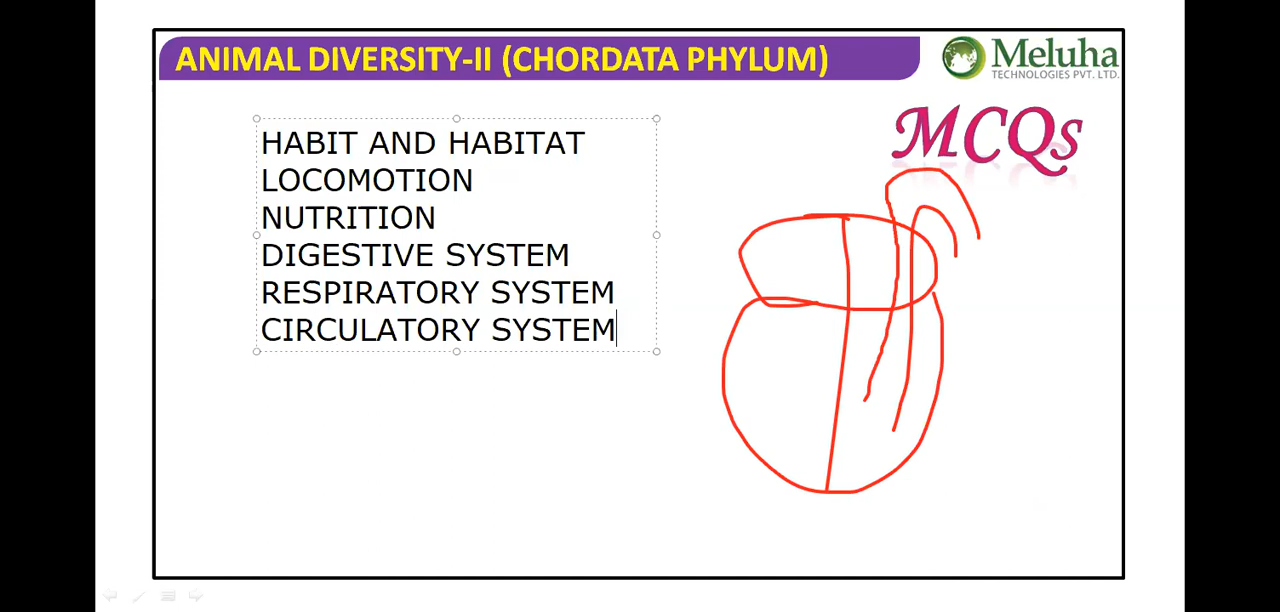 ANIMAL DIVERSITY-II (CHORDATA PHYLUM)
Meluha
TECHNOLOGIES PVT. LTD.
MCQs
HABIT AND HABITAT
LOCOMOTION
NUTRITION
DIGESTIVE SYSTEM
RESPIRATORY SYSTEM
CIRCULATORY SYSTEM